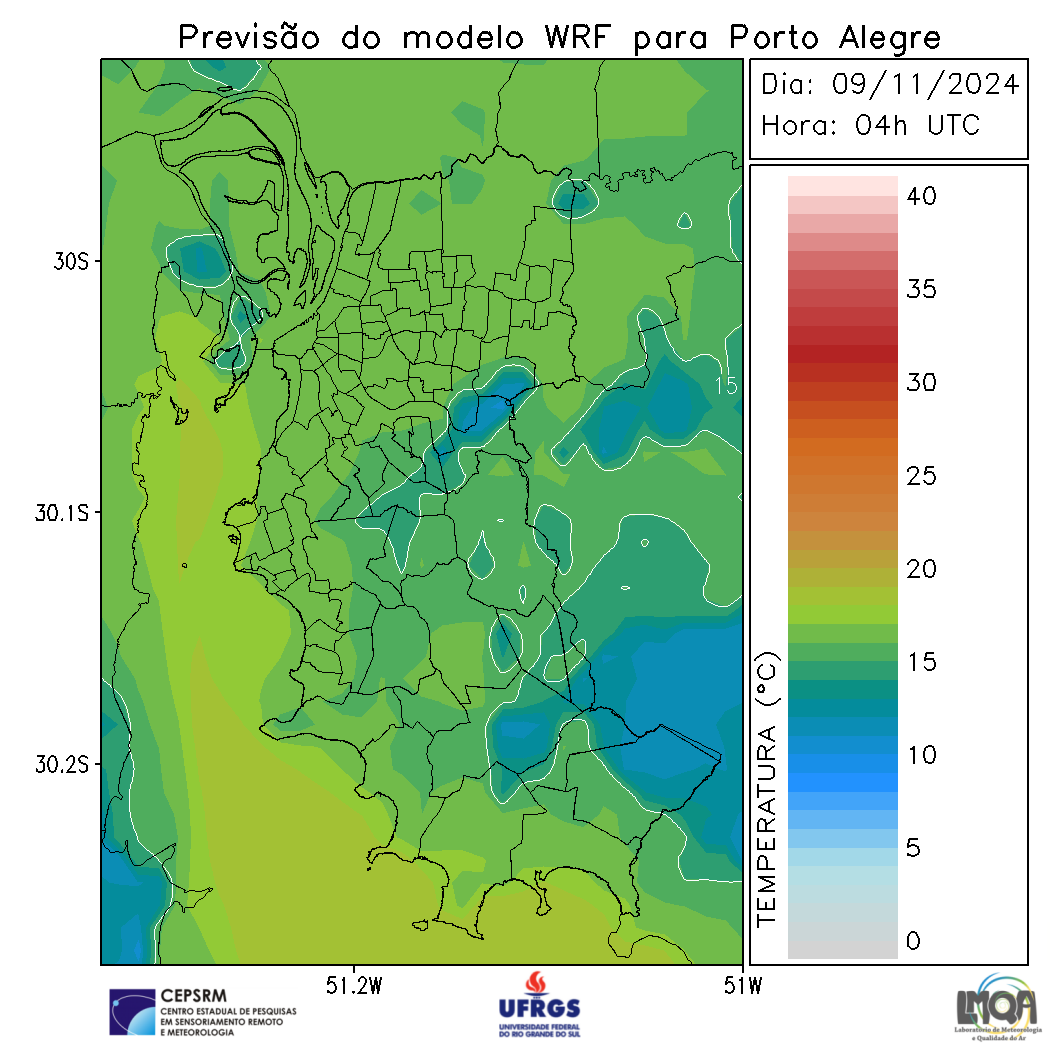 Previsão do modelo WRF para Porto Alegre
Dia: 09/11/2024
Hora: 04h UTC
40
35
30
25
20
15
10
5
0
TEMPERATURA (°C)
15
30S
30.1S
30.2S
51.2W
51W
CEPSRM
CENTRO ESTADUAL DE PESQUISAS
EM SENSORIAMENTO REMOTO
E METEOROLOGIA
UFRGS
UNIVERSIDADE FEDERAL
DO RIO GRANDE DO SUL
LMQA
Laboratório de Meteorologia
e Qualidade do Ar